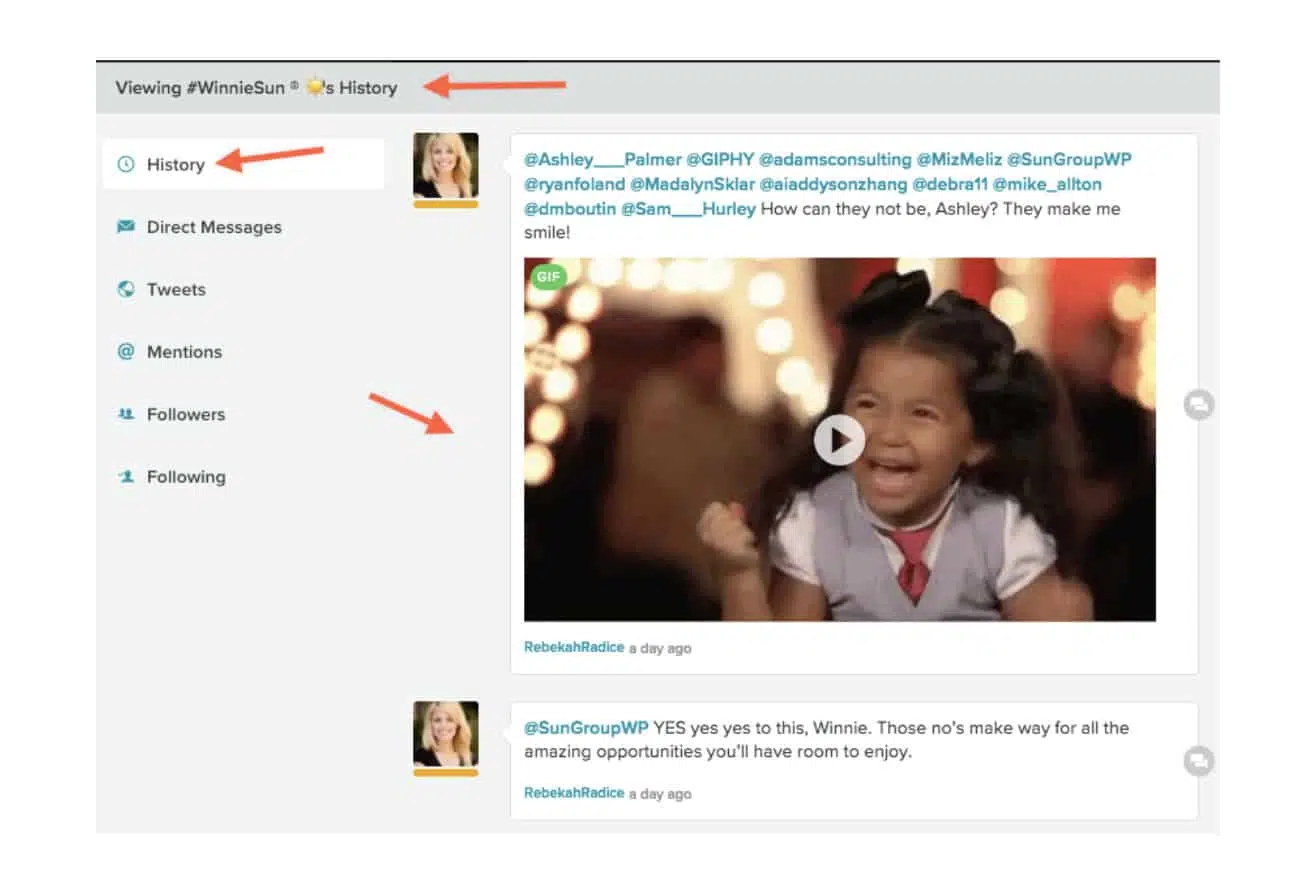 Viewing #WinnieSun ® ☀️'s History
History
Direct Messages
Tweets
Mentions
Followers
Following
@Ashley___Palmer @GIPHY @adamsconsulting @MizMeliz @SunGroupWP
@ryanfoland @MadalynSklar @aiaddysonzhang @debra11 @mike_allton
@dmboutin @Sam___Hurley How can they not be, Ashley? They make me
smile!
GIF
RebekahRadice a day ago
@SunGroupWP YES yes yes to this, Winnie. Those no's make way for all the
amazing opportunities you'll have room to enjoy.
RebekahRadice a day ago